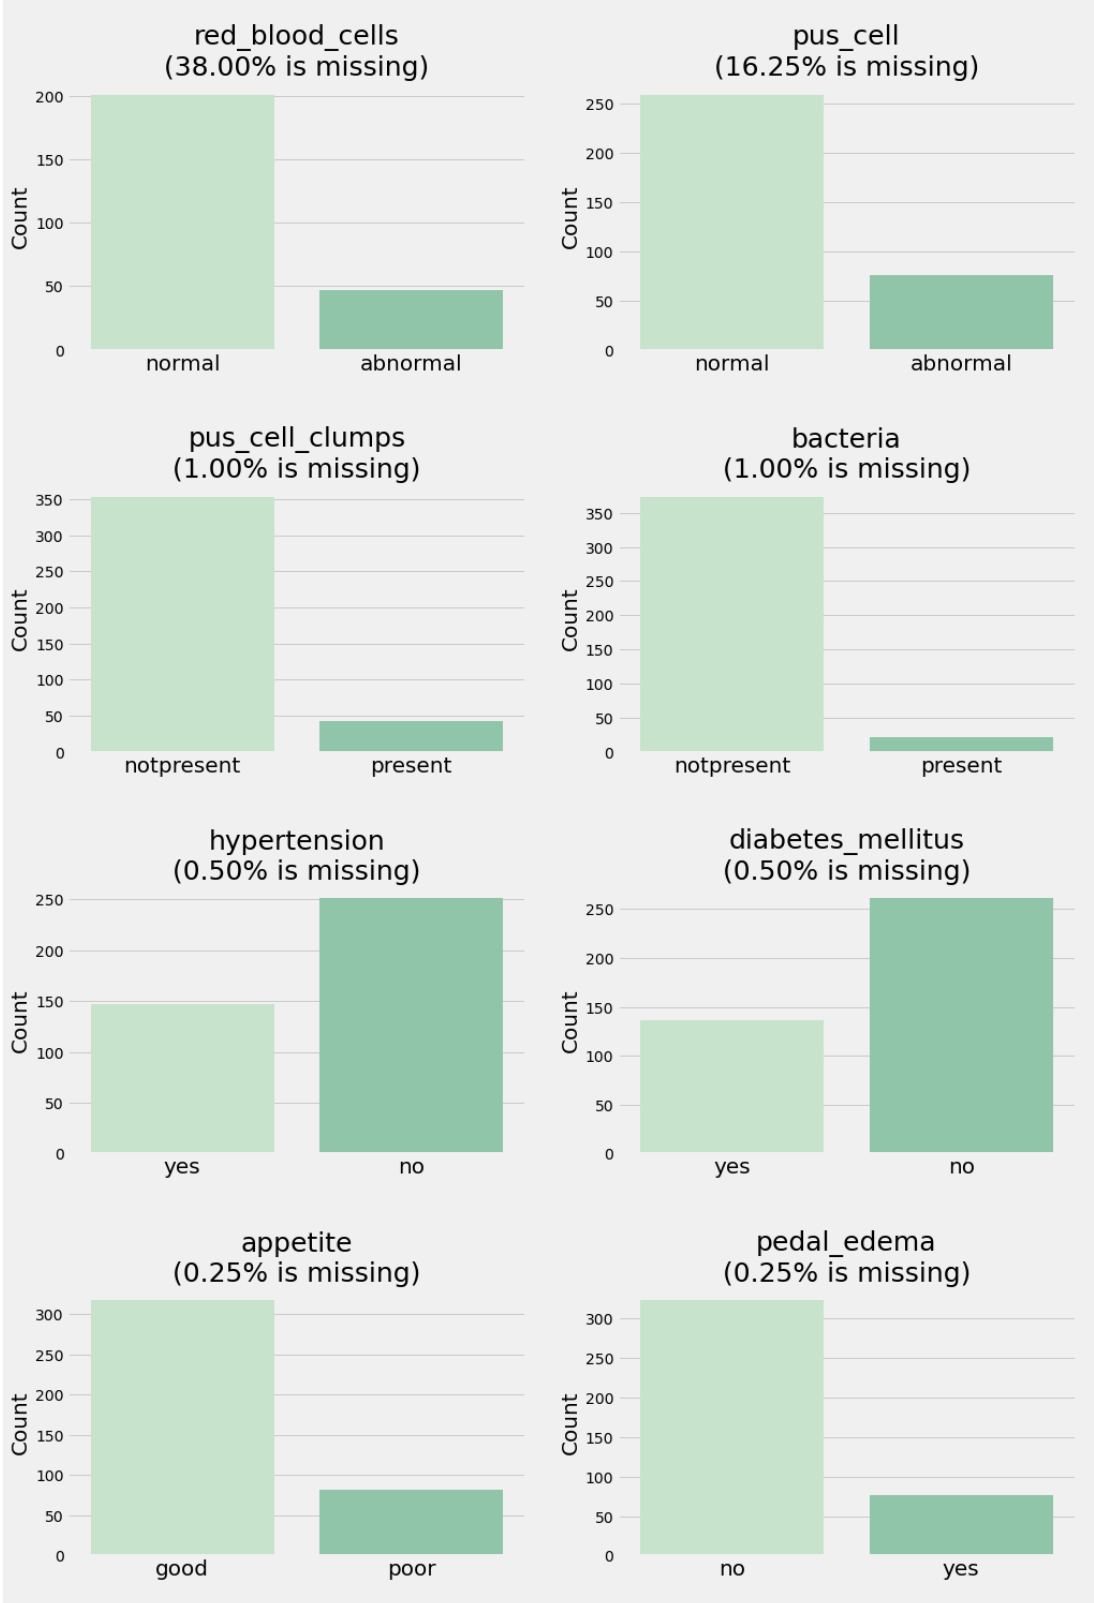 red_blood_cells
(38.00% is missing)
200
150
100
50
0
Count
normal abnormal
pus_cell
(16.25% is missing)
250
200
150
100
50
0
Count
normal abnormal
pus_cell_clumps
(1.00% is missing)
350
300
250
200
150
100
50
0
Count
notpresent present
bacteria
(1.00% is missing)
350
300
250
200
150
100
50
0
Count
notpresent present
hypertension
(0.50% is missing)
250
200
150
100
50
0
Count
yes no
diabetes_mellitus
(0.50% is missing)
250
200
150
100
50
0
Count
yes no
appetite
(0.25% is missing)
300
250
200
150
100
50
0
Count
good poor
pedal_edema
(0.25% is missing)
300
250
200
150
100
50
0
Count
no yes